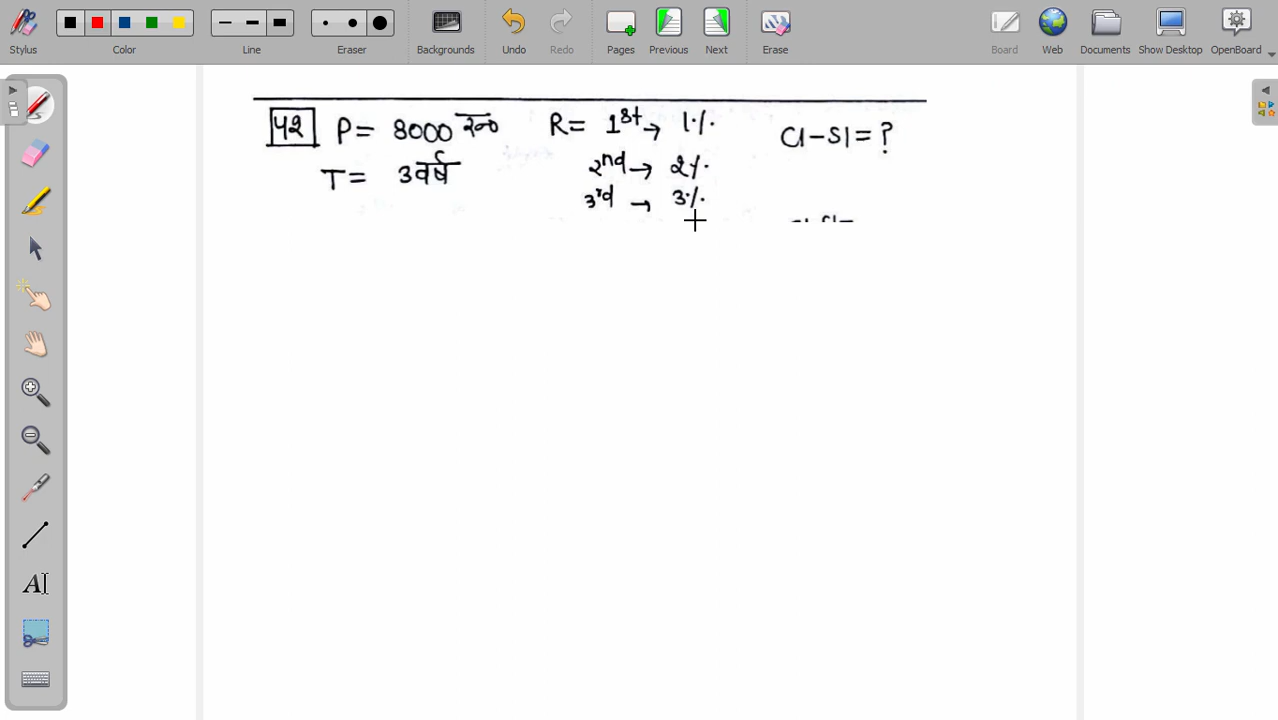 Stylus
Color
Line
Eraser
Backgrounds
Undo
Redo
Pages
Previous
Next
Erase
Board
Web
Documents
Show Desktop
OpenBoard
42 P= 8000 रु० R= 1st → 1% CI-SI= ?
T= 3 वर्ष 2nd → 2%
3rd → 3%